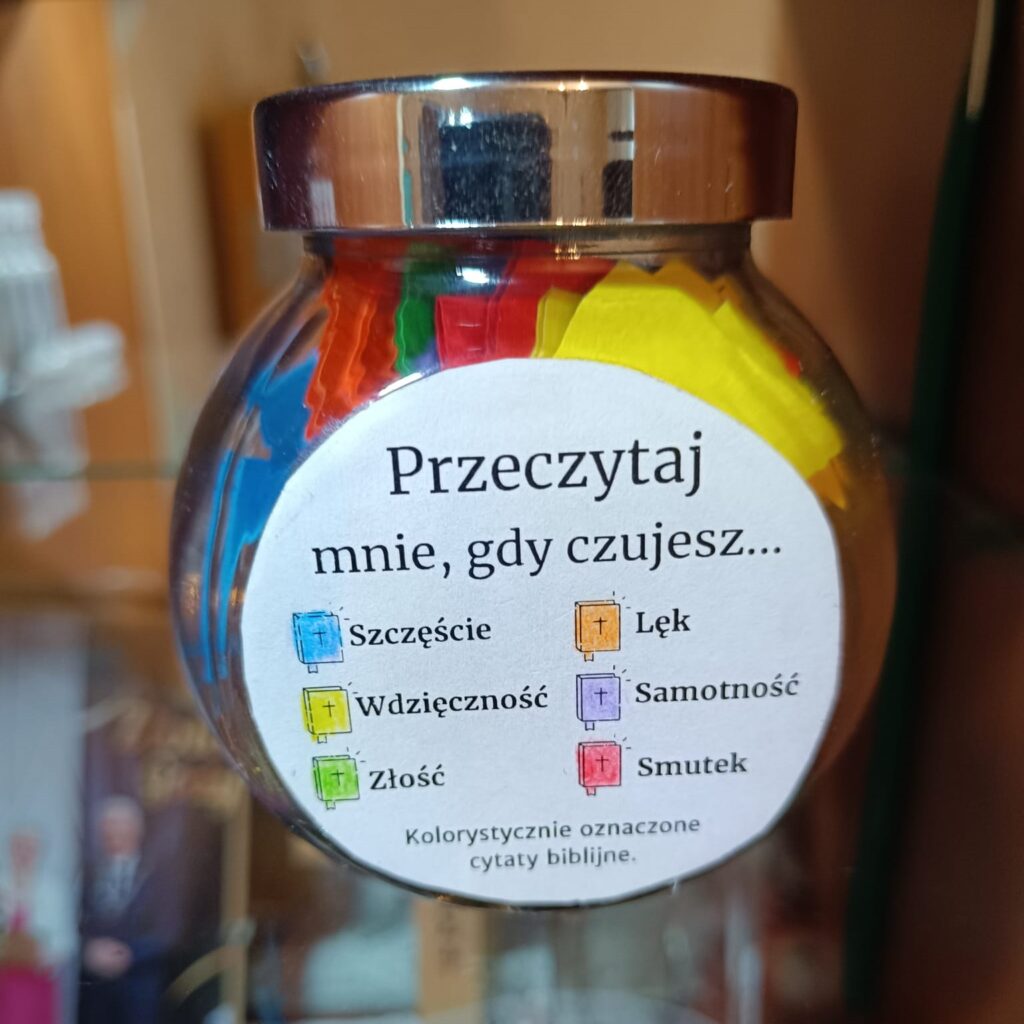 Przeczytaj
mnie, gdy czujesz...
Szczęście
Lęk
Wdzięczność
Samotność
Złość
Smutek
Kolorystycznie oznaczone
cytaty biblijne.